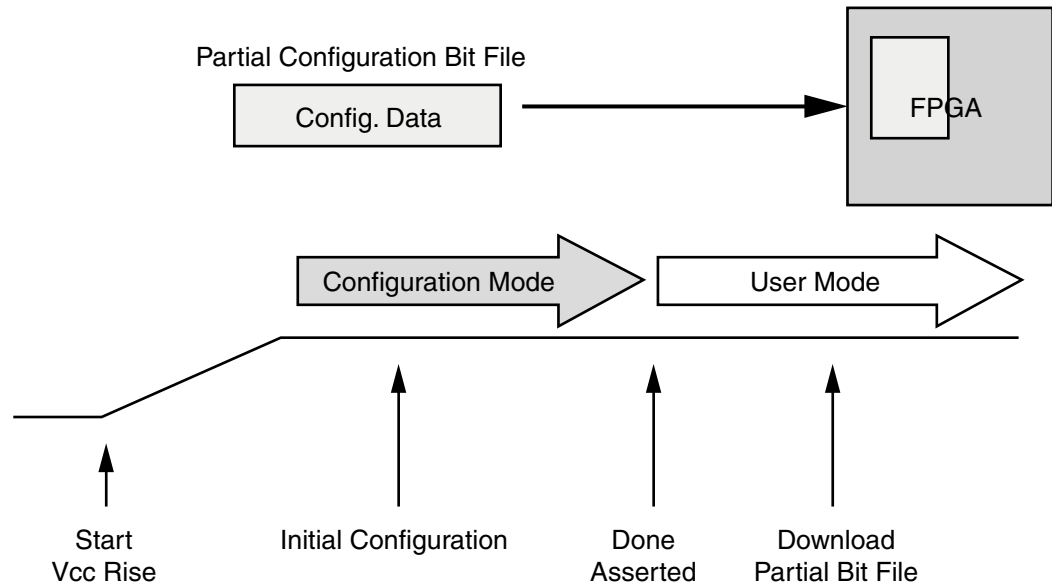 Partial Configuration Bit File
Config. Data
FPGA
Configuration Mode
User Mode
Start
Vcc Rise
Initial Configuration
Done
Asserted
Download
Partial Bit File